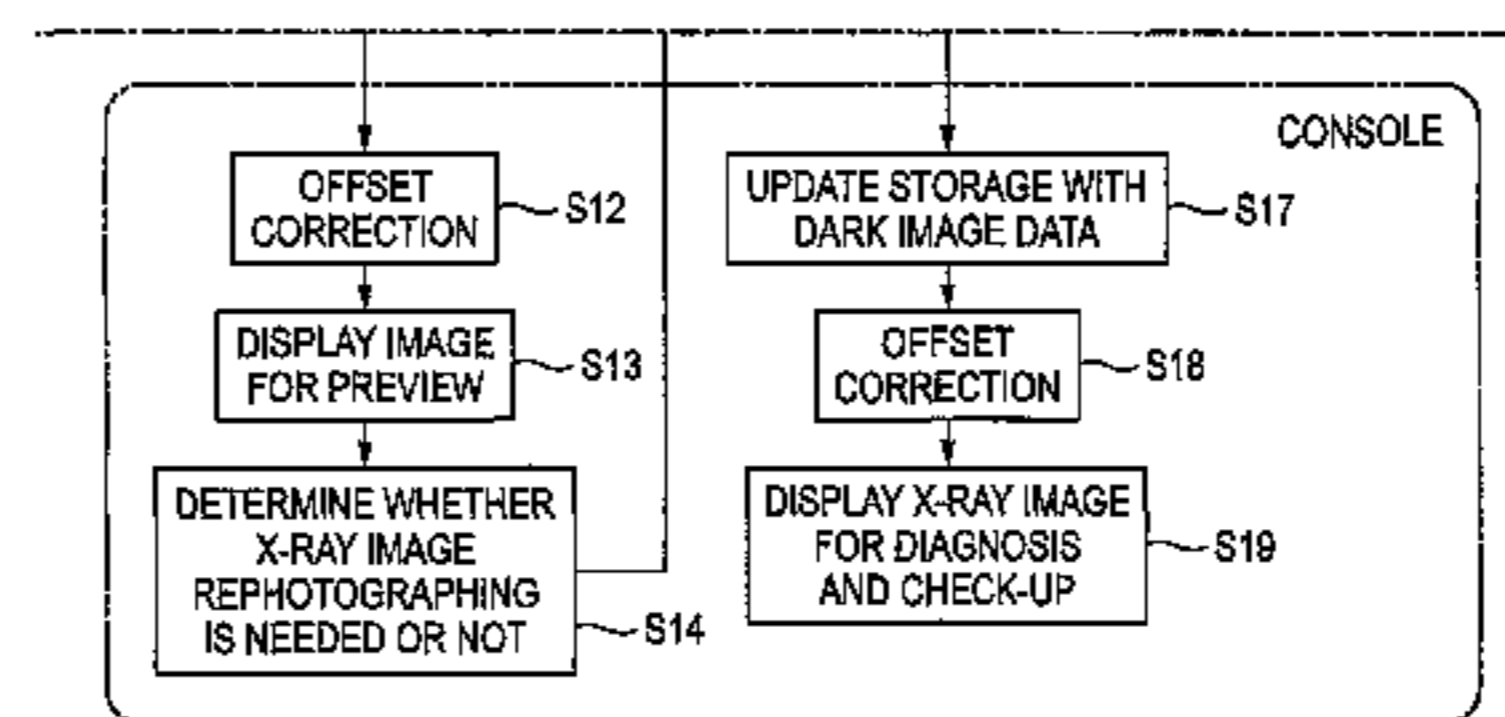 CONSOLE
OFFSET
CORRECTION
S12
DISPLAY IMAGE
FOR PREVIEW
S13
DETERMINE WHETHER
X-RAY IMAGE
REPHOTOGRAPHING
IS NEEDED OR NOT
S14
UPDATE STORAGE WITH
DARK IMAGE DATA
S17
OFFSET
CORRECTION
S18
DISPLAY X-RAY IMAGE
FOR DIAGNOSIS
AND CHECK-UP
S19